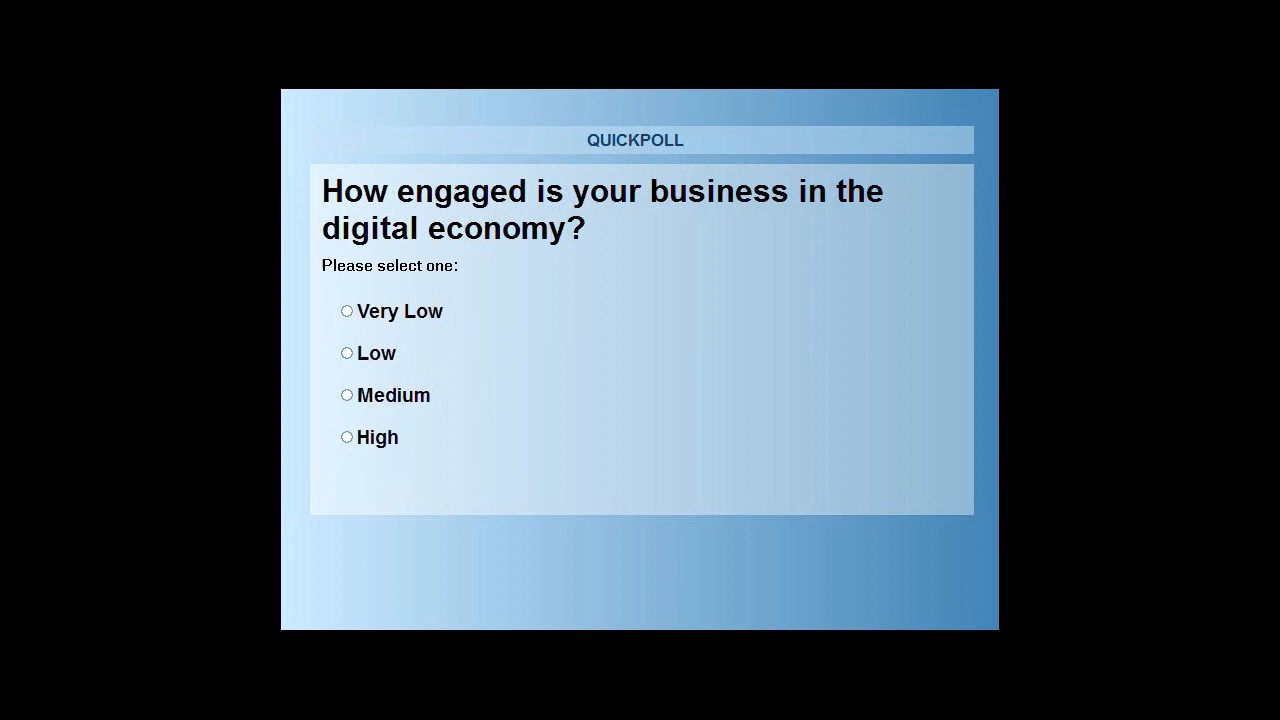 QUICKPOLL
How engaged is your business in the
digital economy?
Please select one:
Very Low
Low
Medium
High